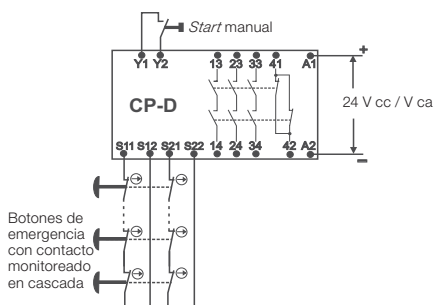 Start manual
Y1 Y2 13 23 33 41 A1
+
CP-D
24 V cc / V ca
S11 S12 S21 S22 14 24 34 42 A2
–
Botones de
emergencia
con contacto
monitoreado
en cascada